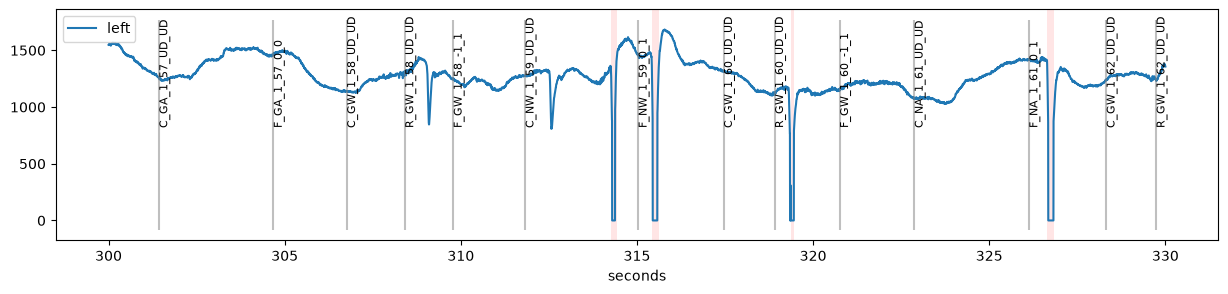 left
1500
1000
500
0
C_GA_1_57_UD_UD
F_GA_1_57_0_0
C_GW_1_58_UD_UD
R_GW_1_58_UD_UD
F_GW_1_58_-1_1
C_NW_1_59_UD_UD
F_NW_1_59_0_1
C_GW_1_60_UD_UD
R_GW_1_60_UD_UD
F_GW_1_60_-1_1
C_NA_1_61_UD_UD
F_NA_1_61_0_1
C_GW_1_62_UD_UD
R_GW_1_62_UD_UD
300 305 310 315 320 325 330
seconds